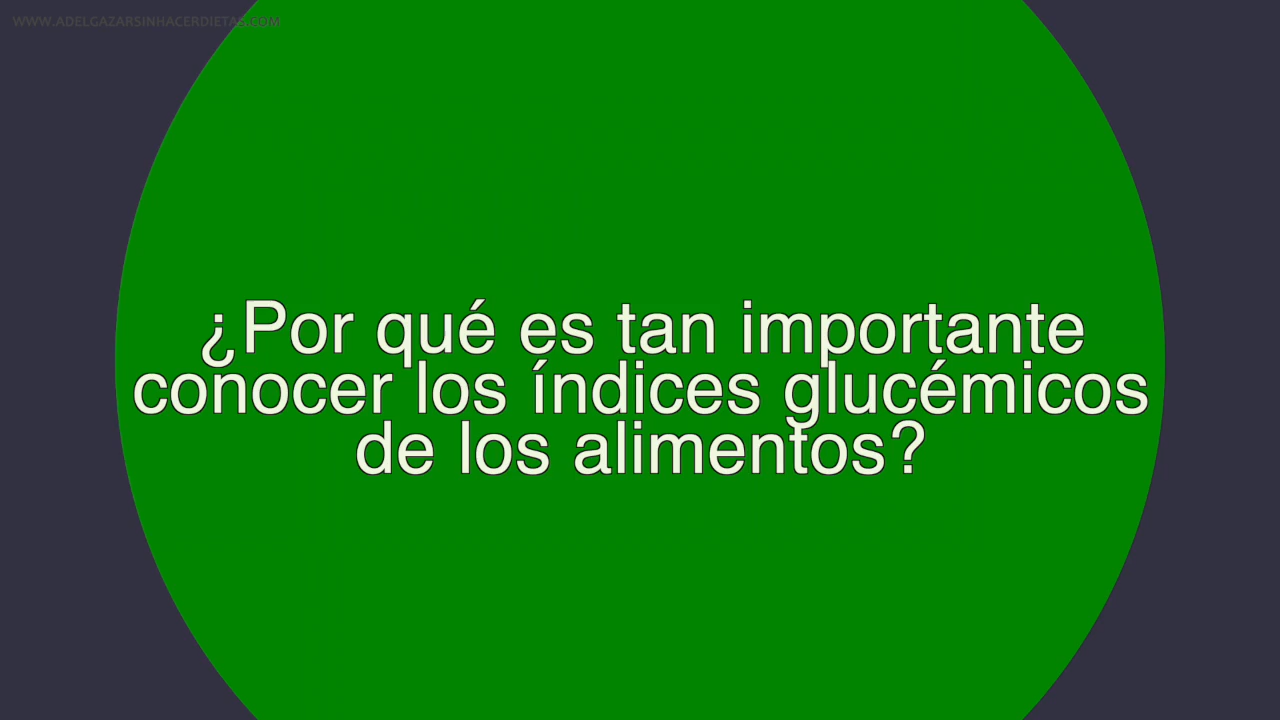 WWW.ADELGAZARSINHACERDIETAS.COM
¿Por qué es tan importante
conocer los índices glucémicos
de los alimentos?